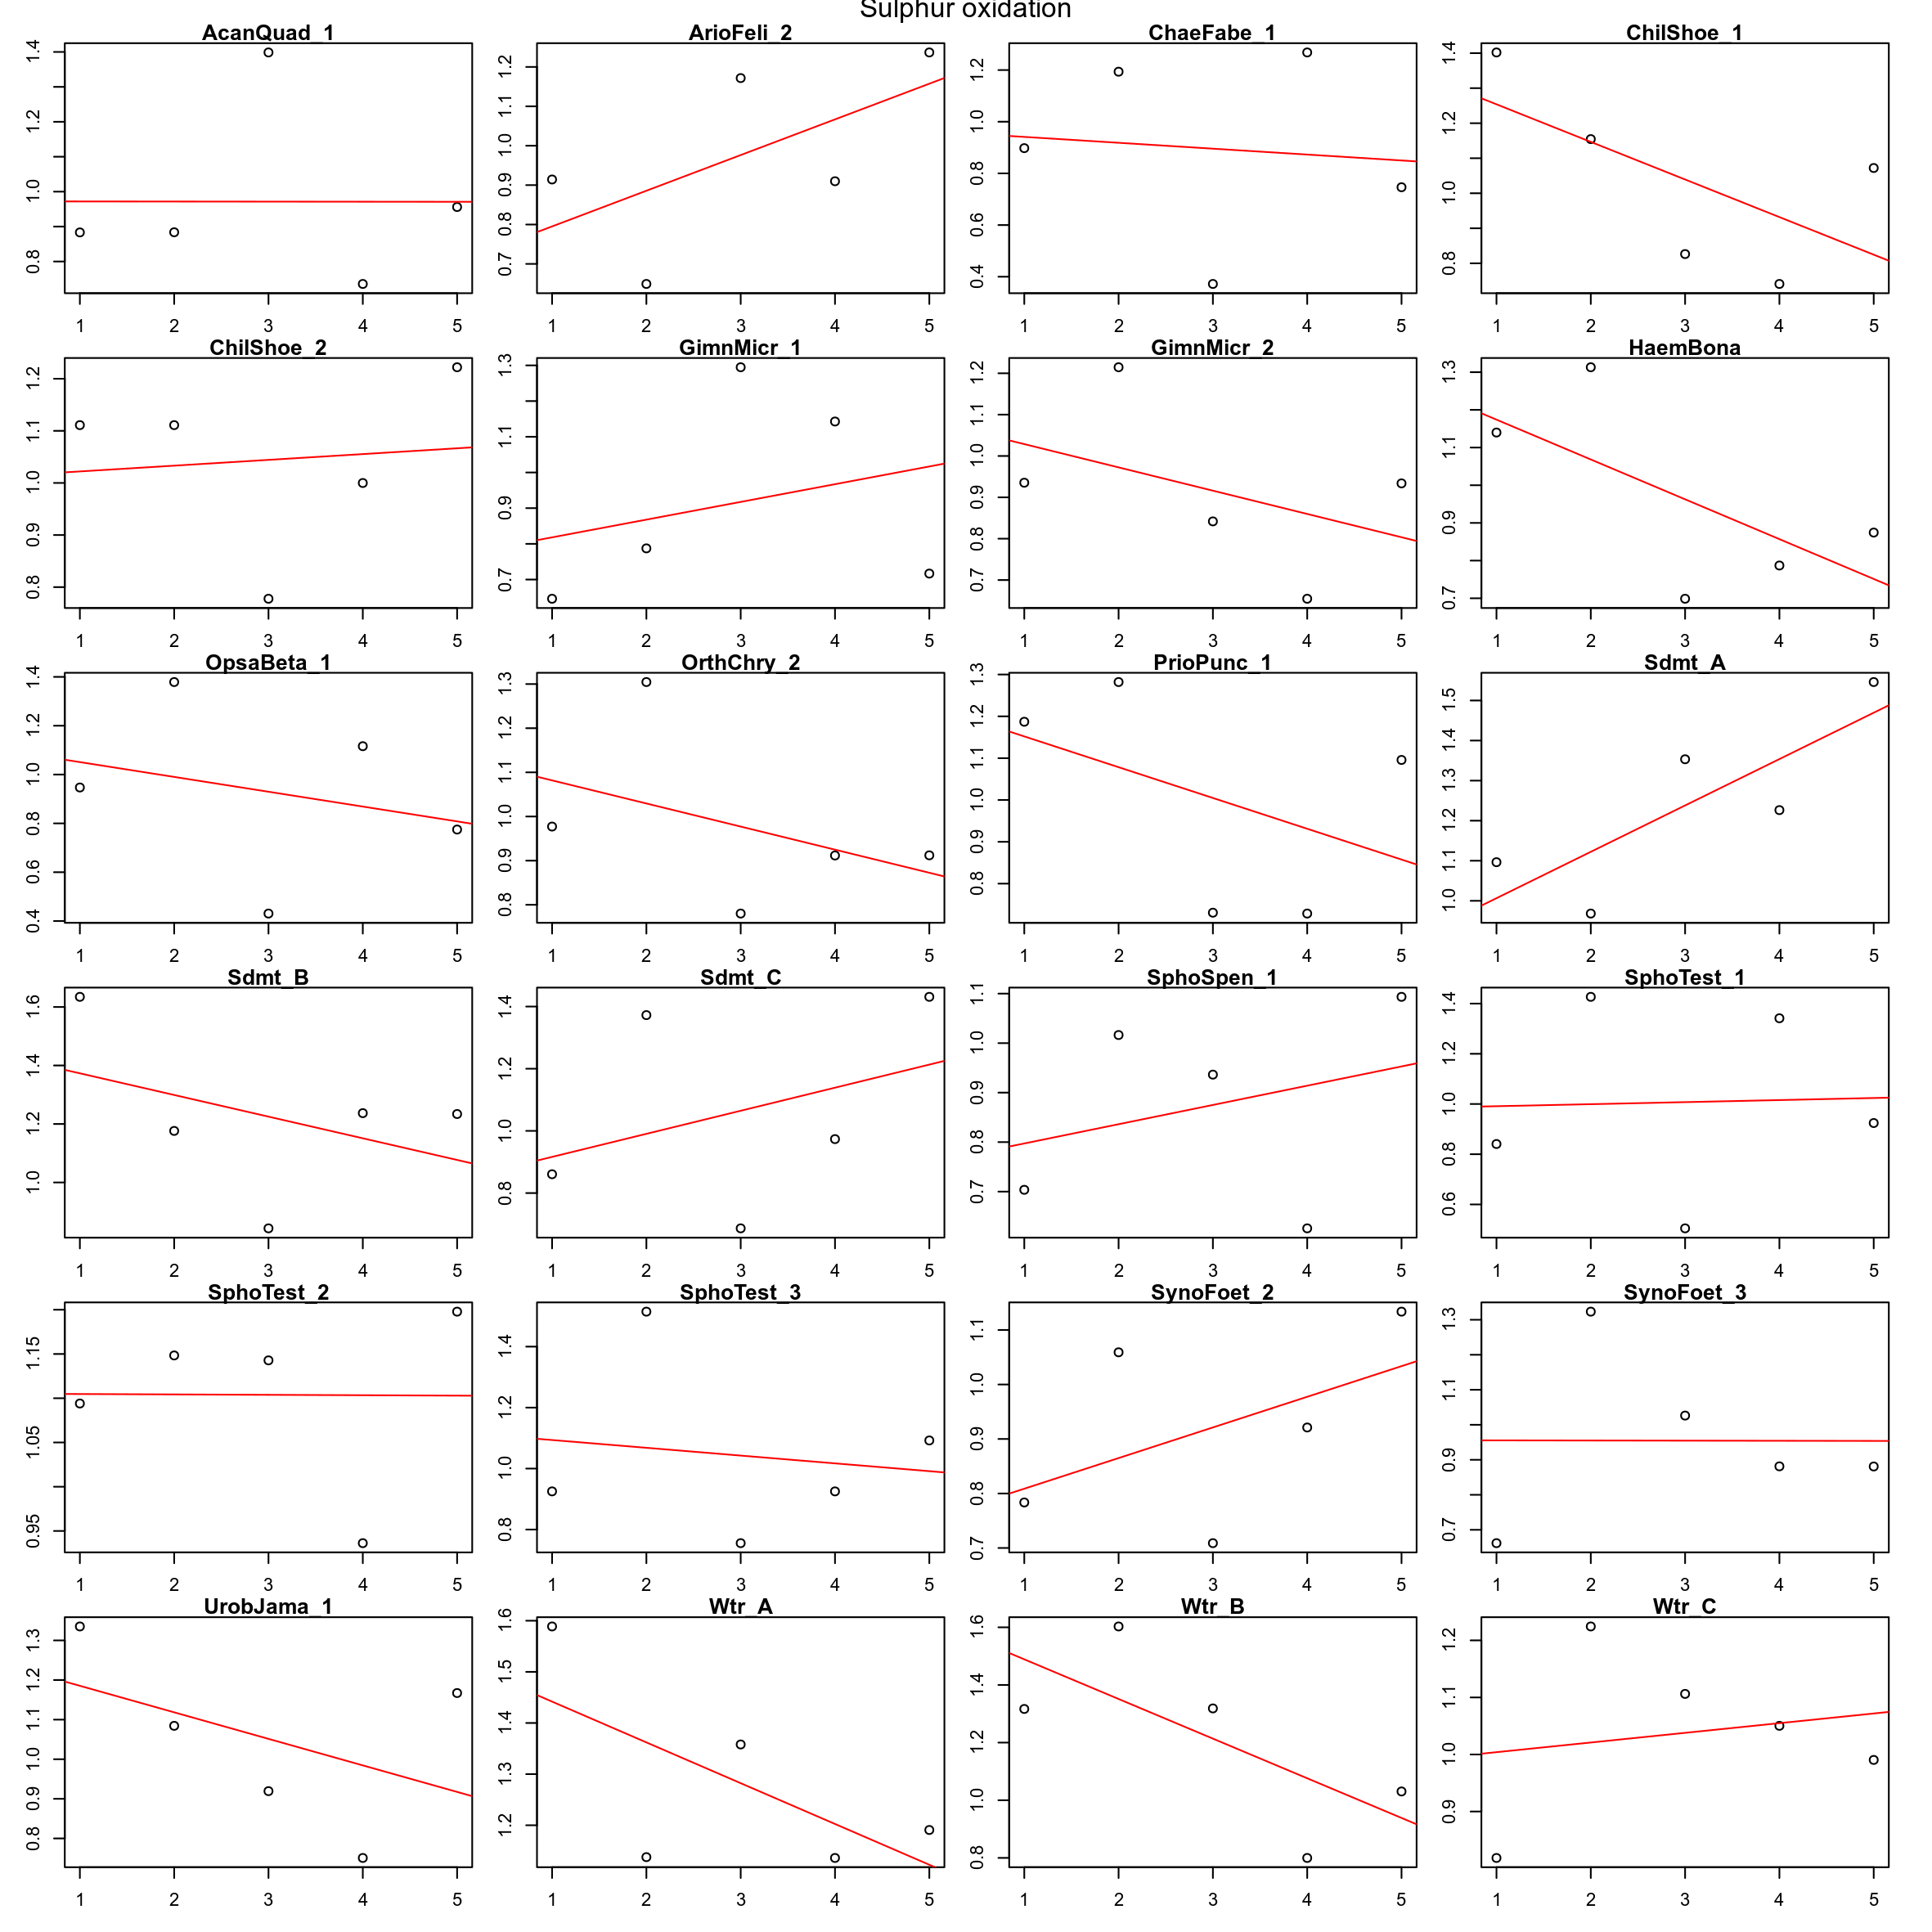 Sulphur oxidation
AcanQuad_1 ArioFeli_2 ChaeFabe_1 ChilShoe_1
0.8 1.0 1.2 1.4
0.7 0.8 0.9 1.0 1.1 1.2
0.4 0.6 0.8 1.0 1.2
0.8 1.0 1.2 1.4
1 2 3 4 5 1 2 3 4 5 1 2 3 4 5 1 2 3 4 5
ChilShoe_2 GimnMicr_1 GimnMicr_2 HaemBona
0.8 0.9 1.0 1.1 1.2
0.7 0.9 1.1 1.3
0.7 0.8 0.9 1.0 1.1 1.2
0.7 0.9 1.1 1.3
1 2 3 4 5 1 2 3 4 5 1 2 3 4 5 1 2 3 4 5
OpsaBeta_1 OrthChry_2 PrioPunc_1 Sdmt_A
0.4 0.6 0.8 1.0 1.2 1.4
0.8 0.9 1.0 1.1 1.2 1.3
0.8 0.9 1.0 1.1 1.2 1.3
1.0 1.1 1.2 1.3 1.4 1.5
1 2 3 4 5 1 2 3 4 5 1 2 3 4 5 1 2 3 4 5
Sdmt_B Sdmt_C SphoSpen_1 SphoTest_1
1.0 1.2 1.4 1.6
0.8 1.0 1.2 1.4
0.7 0.8 0.9 1.0 1.1
0.6 0.8 1.0 1.2 1.4
1 2 3 4 5 1 2 3 4 5 1 2 3 4 5 1 2 3 4 5
SphoTest_2 SphoTest_3 SynoFoet_2 SynoFoet_3
0.95 1.05 1.15
0.8 1.0 1.2 1.4
0.7 0.8 0.9 1.0 1.1
0.7 0.9 1.1 1.3
1 2 3 4 5 1 2 3 4 5 1 2 3 4 5 1 2 3 4 5
UrobJama_1 Wtr_A Wtr_B Wtr_C
0.8 0.9 1.0 1.1 1.2 1.3
1.2 1.3 1.4 1.5 1.6
0.8 1.0 1.2 1.4 1.6
0.9 1.0 1.1 1.2
1 2 3 4 5 1 2 3 4 5 1 2 3 4 5 1 2 3 4 5